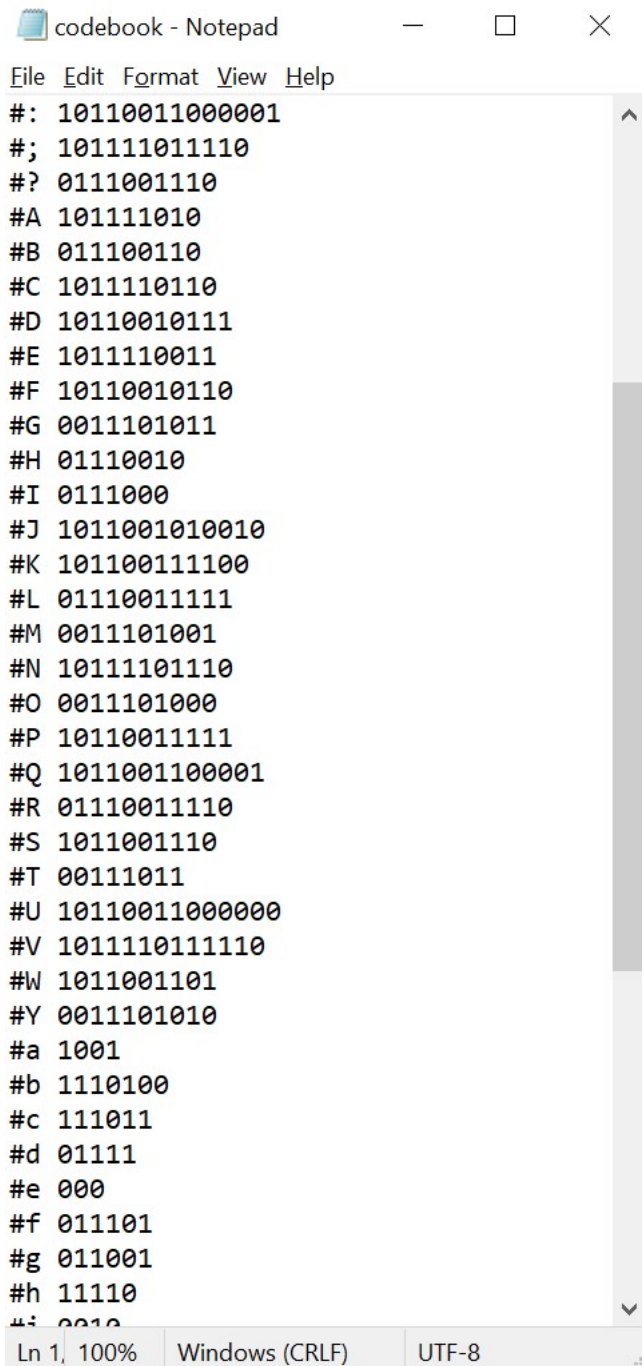 codebook - Notepad
File Edit Format View Help
#: 10110011000001
#; 101111011110
#? 0111001110
#A 101111010
#B 011100110
#C 1011110110
#D 10110010111
#E 1011110011
#F 10110010110
#G 0011101011
#H 01110010
#I 0111000
#J 1011001010010
#K 101100111100
#L 01110011111
#M 0011101001
#N 10111101110
#O 0011101000
#P 10110011111
#Q 1011001100001
#R 01110011110
#S 1011001110
#T 00111011
#U 10110011000000
#V 1011110111110
#W 1011001101
#Y 0011101010
#a 1001
#b 1110100
#c 111011
#d 01111
#e 000
#f 011101
#g 011001
#h 11110
#i 0010
Ln 1, 100% Windows (CRLF) UTF-8